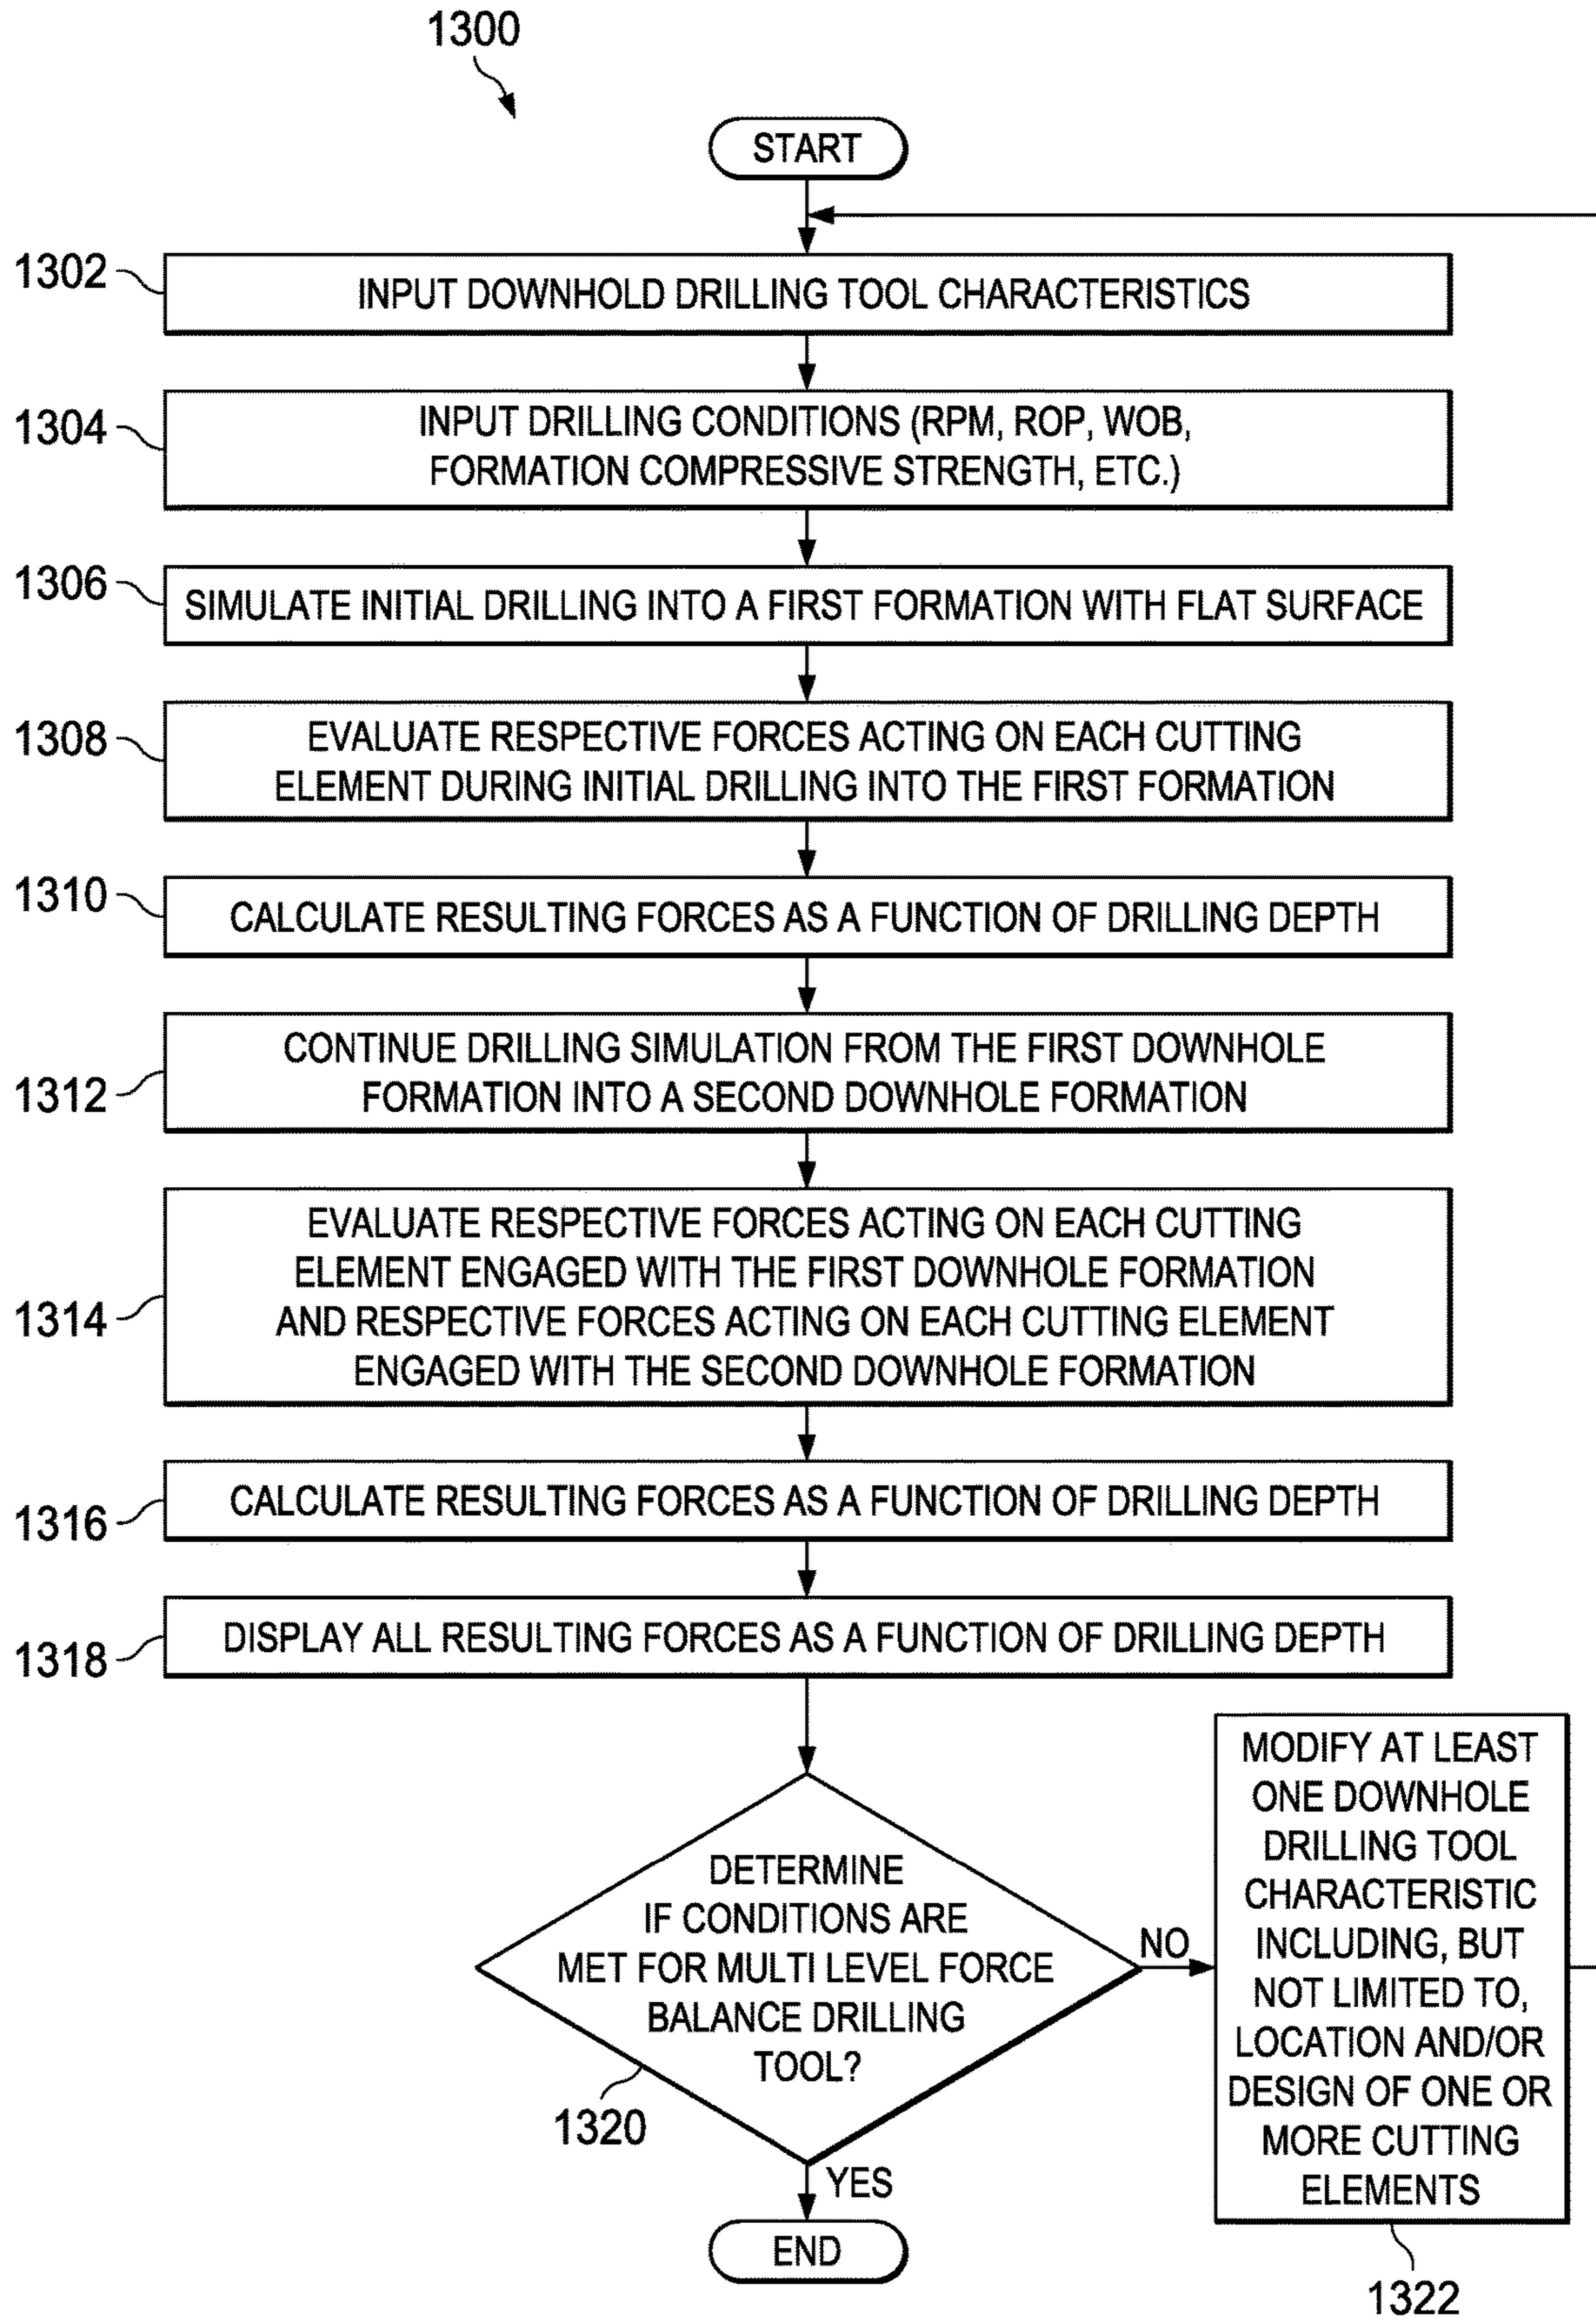 1300
START
1302
INPUT DOWNHOLD DRILLING TOOL CHARACTERISTICS
1304
INPUT DRILLING CONDITIONS (RPM, ROP, WOB,
FORMATION COMPRESSIVE STRENGTH, ETC.)
1306
SIMULATE INITIAL DRILLING INTO A FIRST FORMATION WITH FLAT SURFACE
1308
EVALUATE RESPECTIVE FORCES ACTING ON EACH CUTTING
ELEMENT DURING INITIAL DRILLING INTO THE FIRST FORMATION
1310
CALCULATE RESULTING FORCES AS A FUNCTION OF DRILLING DEPTH
1312
CONTINUE DRILLING SIMULATION FROM THE FIRST DOWNHOLE
FORMATION INTO A SECOND DOWNHOLE FORMATION
1314
EVALUATE RESPECTIVE FORCES ACTING ON EACH CUTTING
ELEMENT ENGAGED WITH THE FIRST DOWNHOLE FORMATION
AND RESPECTIVE FORCES ACTING ON EACH CUTTING ELEMENT
ENGAGED WITH THE SECOND DOWNHOLE FORMATION
1316
CALCULATE RESULTING FORCES AS A FUNCTION OF DRILLING DEPTH
1318
DISPLAY ALL RESULTING FORCES AS A FUNCTION OF DRILLING DEPTH
DETERMINE
IF CONDITIONS ARE
MET FOR MULTI LEVEL FORCE
BALANCE DRILLING
TOOL?
1320
NO
MODIFY AT LEAST
ONE DOWNHOLE
DRILLING TOOL
CHARACTERISTIC
INCLUDING, BUT
NOT LIMITED TO,
LOCATION AND/OR
DESIGN OF ONE OR
MORE CUTTING
ELEMENTS
1322
YES
END